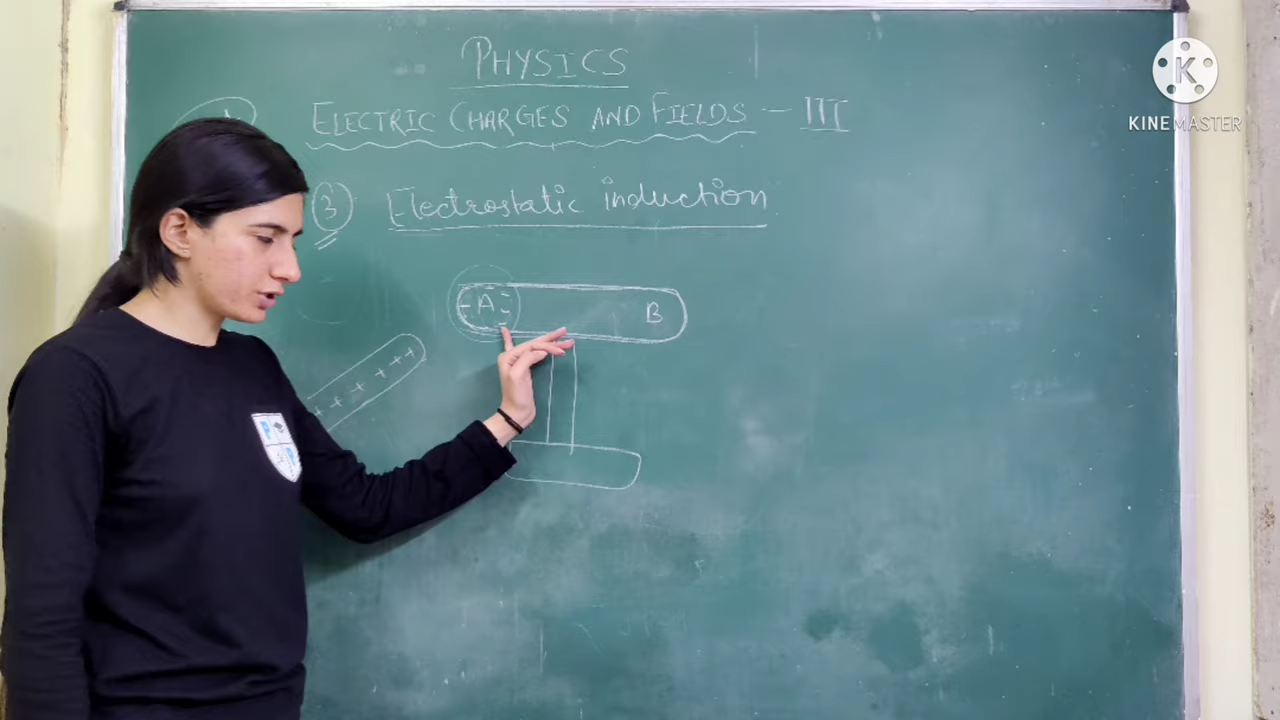 PHYSICS
ELECTRIC CHARGES AND FIELDS – III
③ Electrostatic induction
- A - B
+ + + + + +
K
KINEMASTER